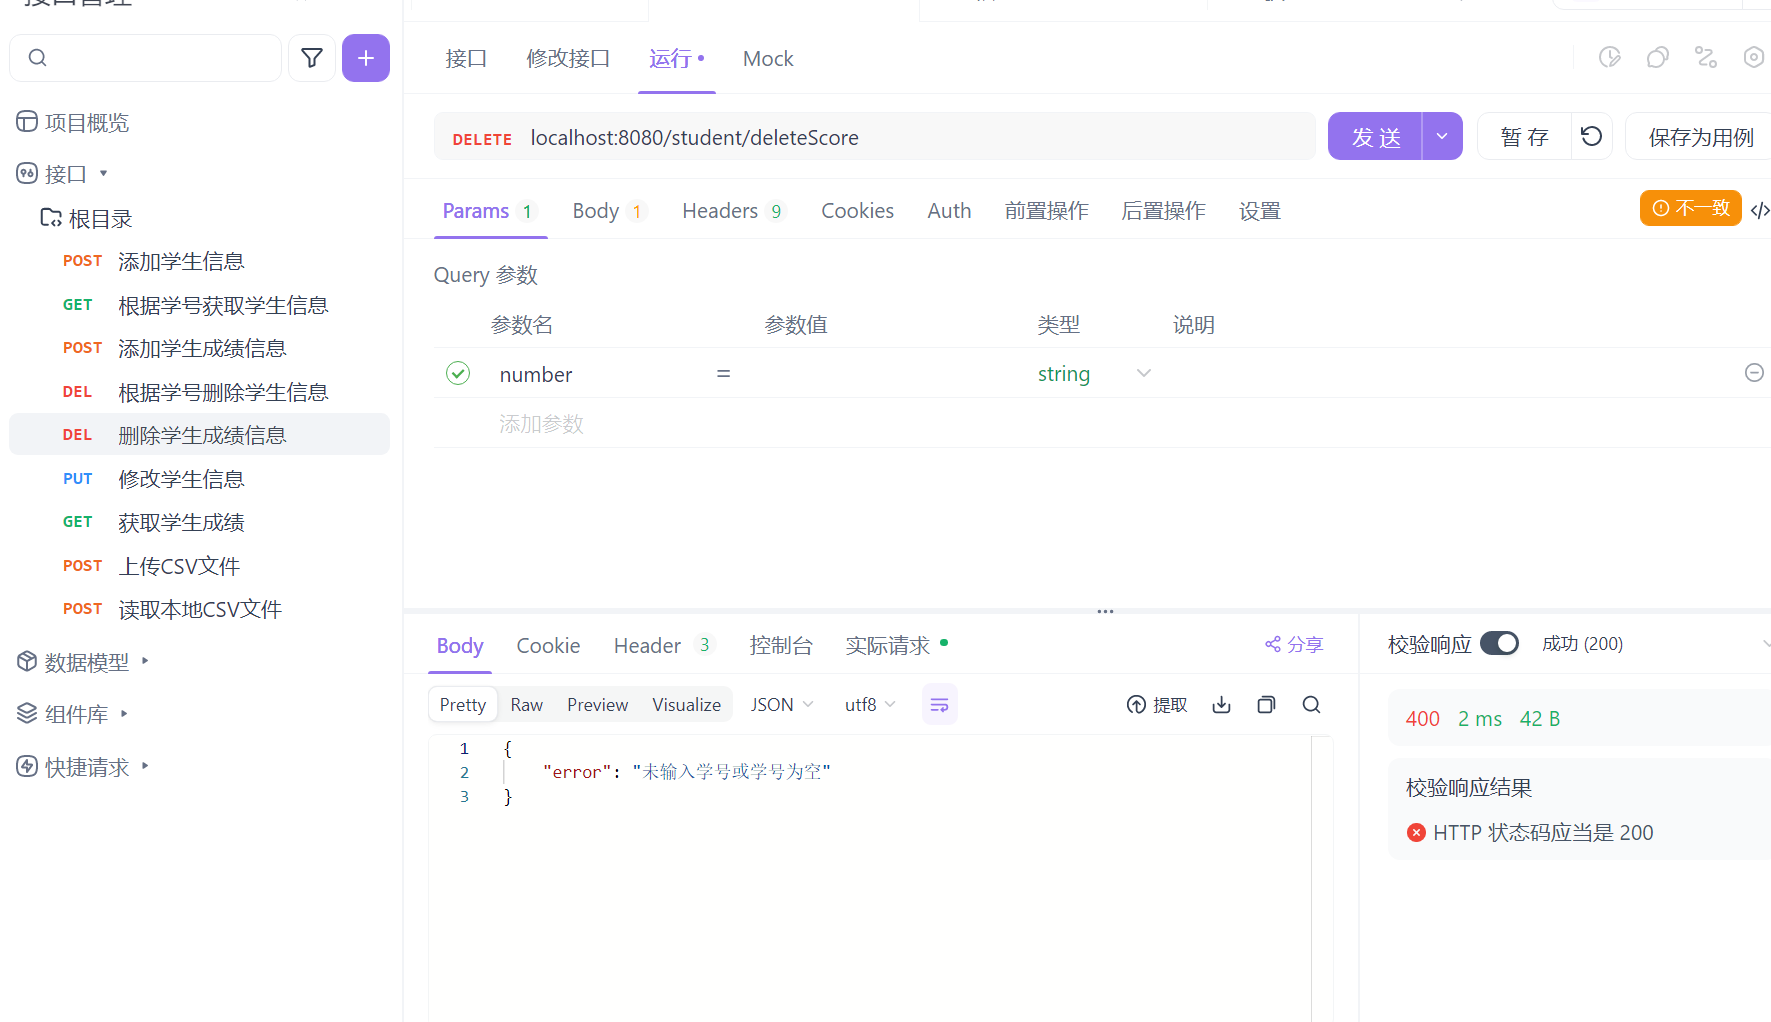 接口管理
项目概览
接口
根目录
POST 添加学生信息
GET 根据学号获取学生信息
POST 添加学生成绩信息
DEL 根据学号删除学生信息
DEL 删除学生成绩信息
PUT 修改学生信息
GET 获取学生成绩
POST 上传CSV文件
POST 读取本地CSV文件
数据模型
组件库
快捷请求
接口 修改接口 运行 Mock
DELETE localhost:8080/student/deleteScore 发 送 暂 存 保存为用例
Params 1 Body 1 Headers 9 Cookies Auth 前置操作 后置操作 设置 不一致
Query 参数
参数名 参数值 类型 说明
number = string
添加参数
Body Cookie Header 3 控制台 实际请求 分享
Pretty Raw Preview Visualize JSON utf8 提取
1 {
2 "error": "未输入学号或学号为空"
3 }
校验响应 成功 (200)
400 2 ms 42 B
校验响应结果
HTTP 状态码应当是 200